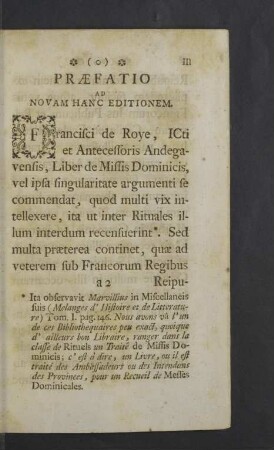 ✿ (o) ✿ III
PRÆFATIO
AD
NOVAM HANC EDITIONEM.
Francisci de Roye, ICti
et Antecessoris Andega-
vensis, Liber de Missis Dominicis,
vel ipsa singularitate argumenti se
commendat, quod multi vix in-
tellexere, ita ut inter Rituales il-
lum interdum recensuerint*. Sed
multa præterea continet, quæ ad
veterem sub Francorum Regibus
a 2 Reipu-
* Ita observavit Marvillius in Miscellaneis
suis (Melanges d' Histoire et de Litteratu-
re) Tom. I. pag. 146. Nous avons vû l'un
de ces Bibliothequaires peu exact, quoique
d' ailleurs bon Libraire, ranger dans la
classe de Rituels un Traité de Missis Do-
minicis; c'est à dire, un Livre, où il est
traité des Ambassadeurs ou des Intendans
des Provinces, pour un Recueil de Messes
Dominicales.